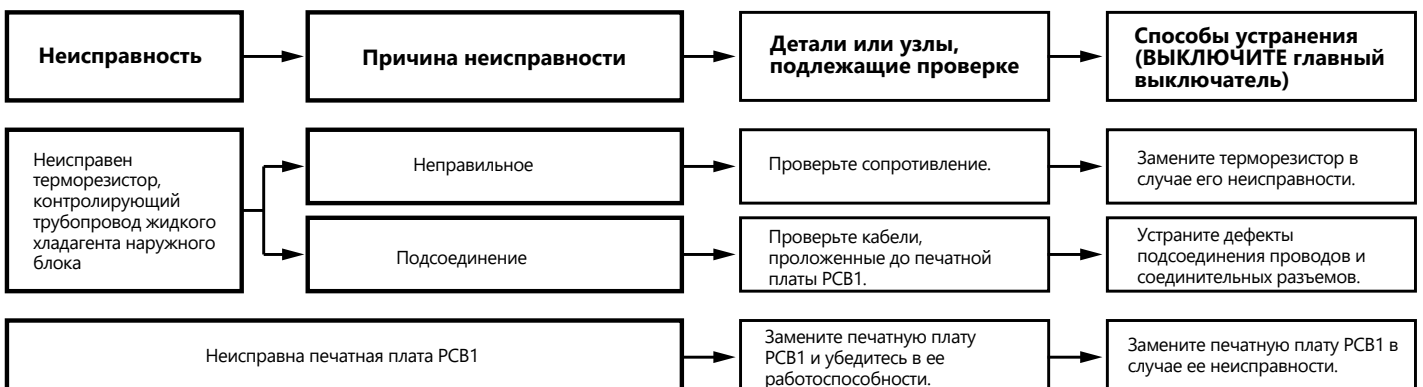 Неисправность
Причина неисправности
Детали или узлы,
подлежащие проверке
Способы устранения
(ВЫКЛЮЧИТЕ главный
выключатель)
Неисправен
терморезистор,
контролирующий
трубопровод жидкого
хладагента наружного
блока
Неправильное
Проверьте сопротивление.
Замените терморезистор в
случае его неисправности.
Подсоединение
Проверьте кабели,
проложенные до печатной
платы PCB1.
Устраните дефекты
подсоединения проводов и
соединительных разъемов.
Неисправна печатная плата PCB1
Замените печатную плату
PCB1 и убедитесь в ее
работоспособности.
Замените печатную плату PCB1 в
случае ее неисправности.